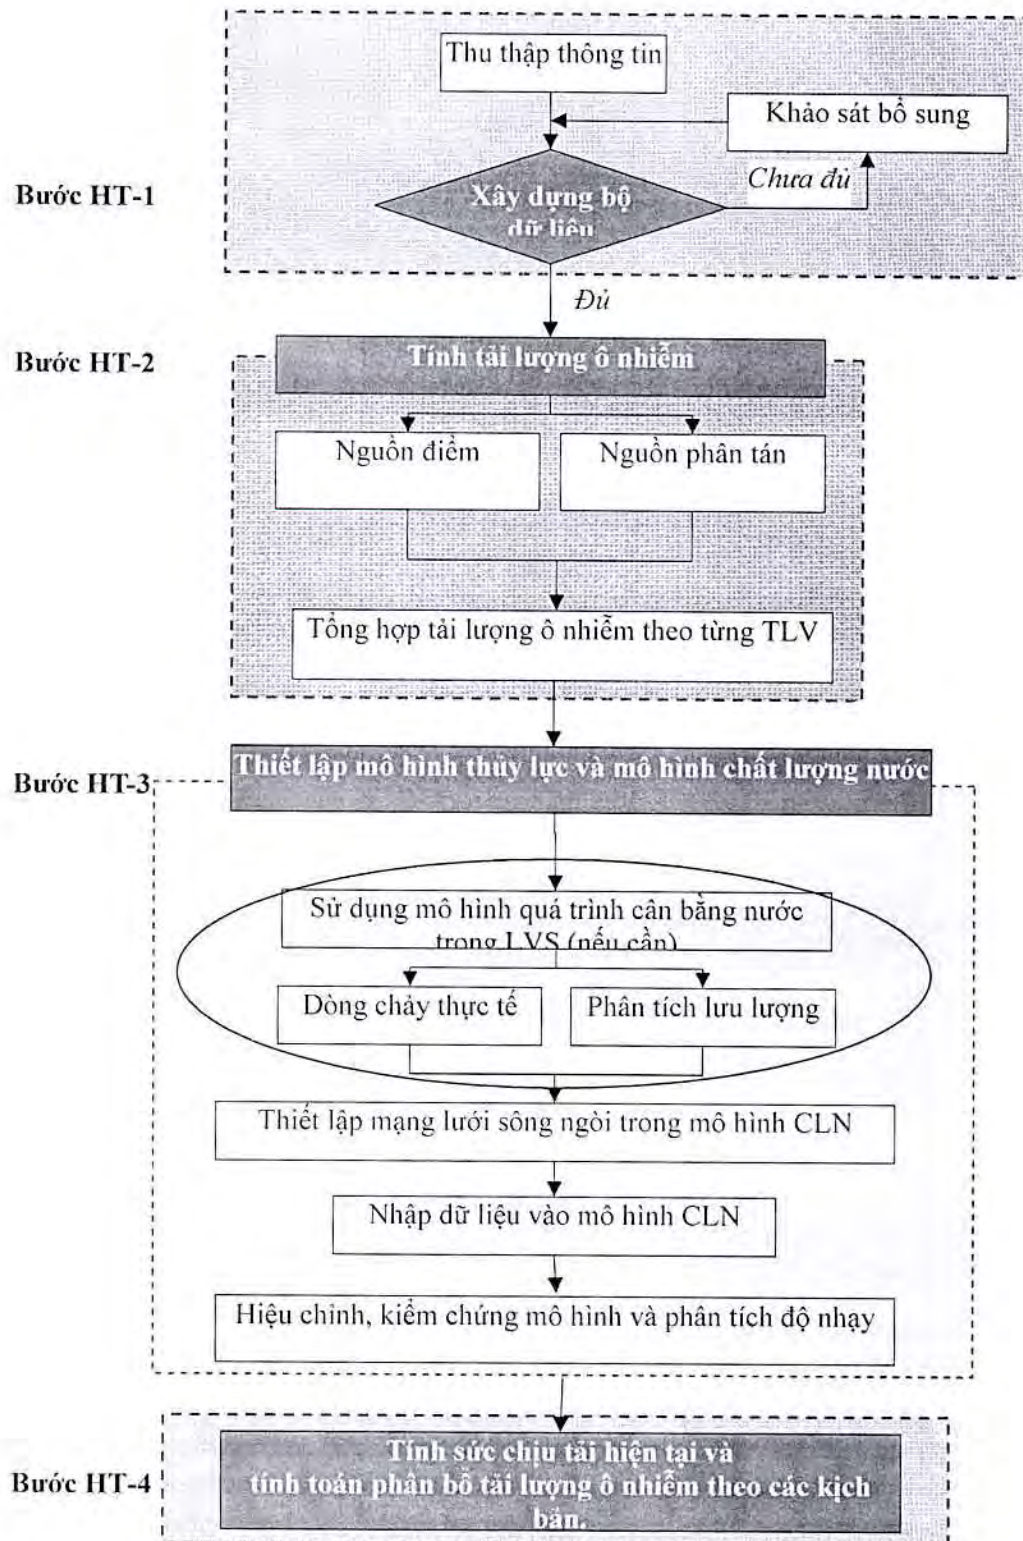 Thu thập thông tin
Khảo sát bổ sung
Chưa đủ
Bước HT-1
Xây dựng bộ
dữ liệu
Đủ
Bước HT-2
Tính tải lượng ô nhiễm
Nguồn điểm
Nguồn phân tán
Tổng hợp tải lượng ô nhiễm theo từng TLV
Thiết lập mô hình thủy lực và mô hình chất lượng nước
Bước HT-3
Sử dụng mô hình quá trình cân bằng nước
trong LVS (nếu cần)
Dòng chảy thực tế
Phân tích lưu lượng
Thiết lập mạng lưới sông ngòi trong mô hình CLN
Nhập dữ liệu vào mô hình CLN
Hiệu chỉnh, kiểm chứng mô hình và phân tích độ nhạy
Bước HT-4
Tính sức chịu tải hiện tại và
tính toán phân bổ tải lượng ô nhiễm theo các kịch
bản.